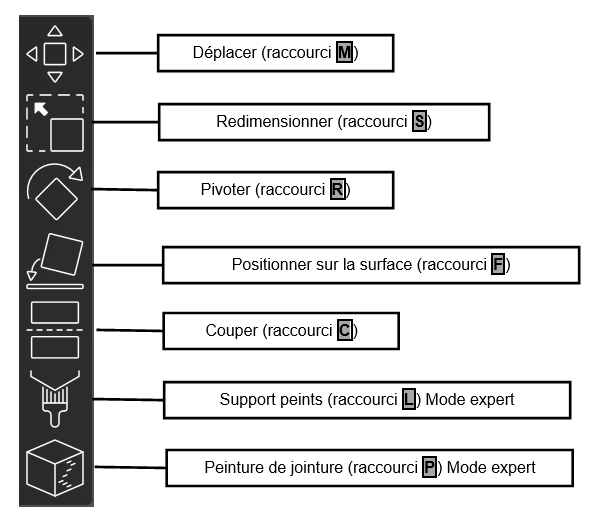 Déplacer (raccourci M)
Redimensionner (raccourci S)
Pivoter (raccourci R)
Positionner sur la surface (raccourci F)
Couper (raccourci C)
Support peints (raccourci L) Mode expert
Peinture de jointure (raccourci P) Mode expert